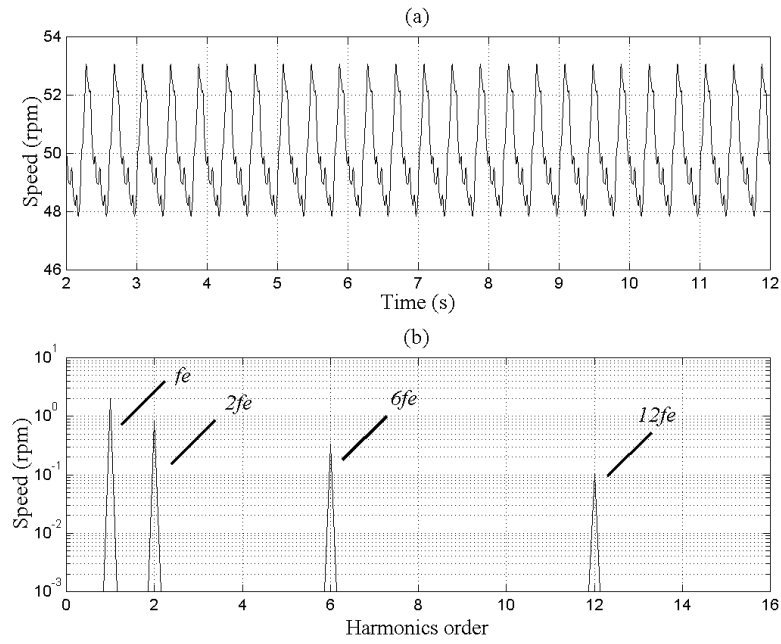 (a)
54
52
50
48
46
Speed (rpm)
2 3 4 5 6 7 8 9 10 11 12
Time (s)
(b)
10^1
10^0
10^-1
10^-2
10^-3
Speed (rpm)
fe
2fe
6fe
12fe
0 2 4 6 8 10 12 14 16
Harmonics order